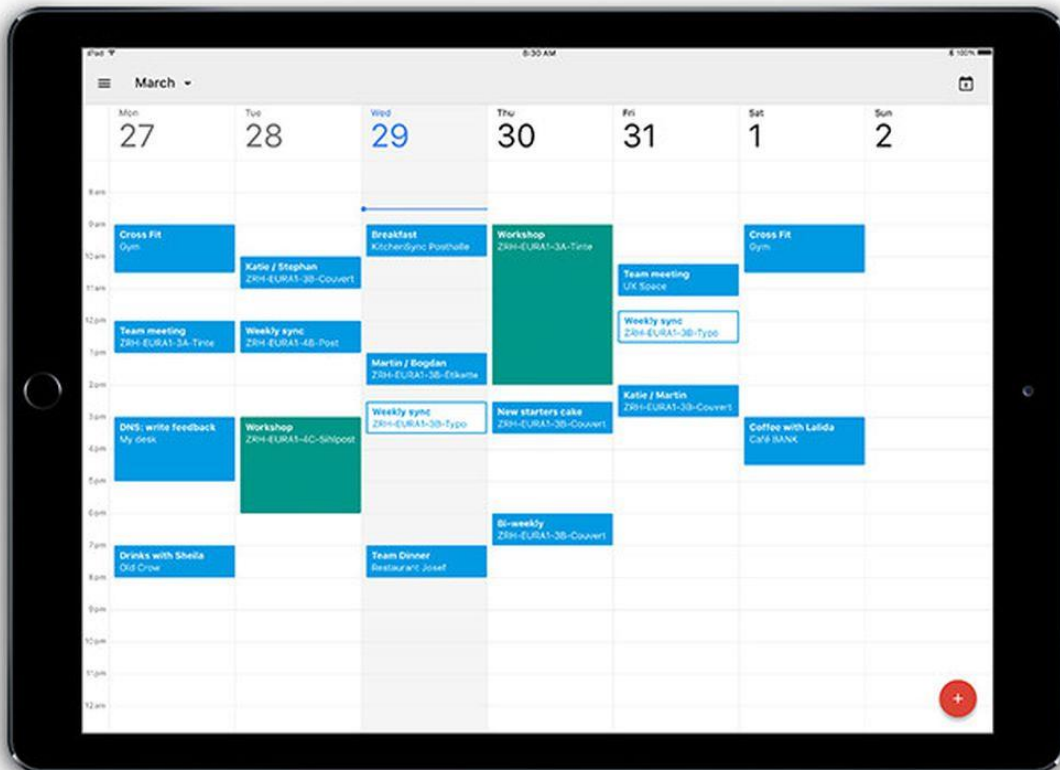 iPad
8:30 AM
100%
March
Mon
27
Tue
28
Wed
29
Thu
30
Fri
31
Sat
1
Sun
2
8am
9am
10am
11am
12pm
1pm
2pm
3pm
4pm
5pm
6pm
7pm
8pm
9pm
10pm
11pm
12am
Cross Fit
Gym
Team meeting
ZRH-EURA1-3A-Tinte
DNS: write feedback
My desk
Drinks with Sheila
Old Crow
Katie / Stephan
ZRH-EURA1-3B-Couvert
Weekly sync
ZRH-EURA1-4B-Post
Workshop
ZRH-EURA1-4C-Sihlpost
Breakfast
KitchenSync Posthalle
Martin / Bogdan
ZRH-EURA1-3B-Etikette
Weekly sync
ZRH-EURA1-3B-Typo
Team Dinner
Restaurant Josef
Workshop
ZRH-EURA1-3A-Tinte
New starters cake
ZRH-EURA1-3B-Couvert
Bi-weekly
ZRH-EURA1-3B-Couvert
Team meeting
UX Space
Weekly sync
ZRH-EURA1-3B-Typo
Katie / Martin
ZRH-EURA1-3B-Couvert
Cross Fit
Gym
Coffee with Lalida
Café BANK